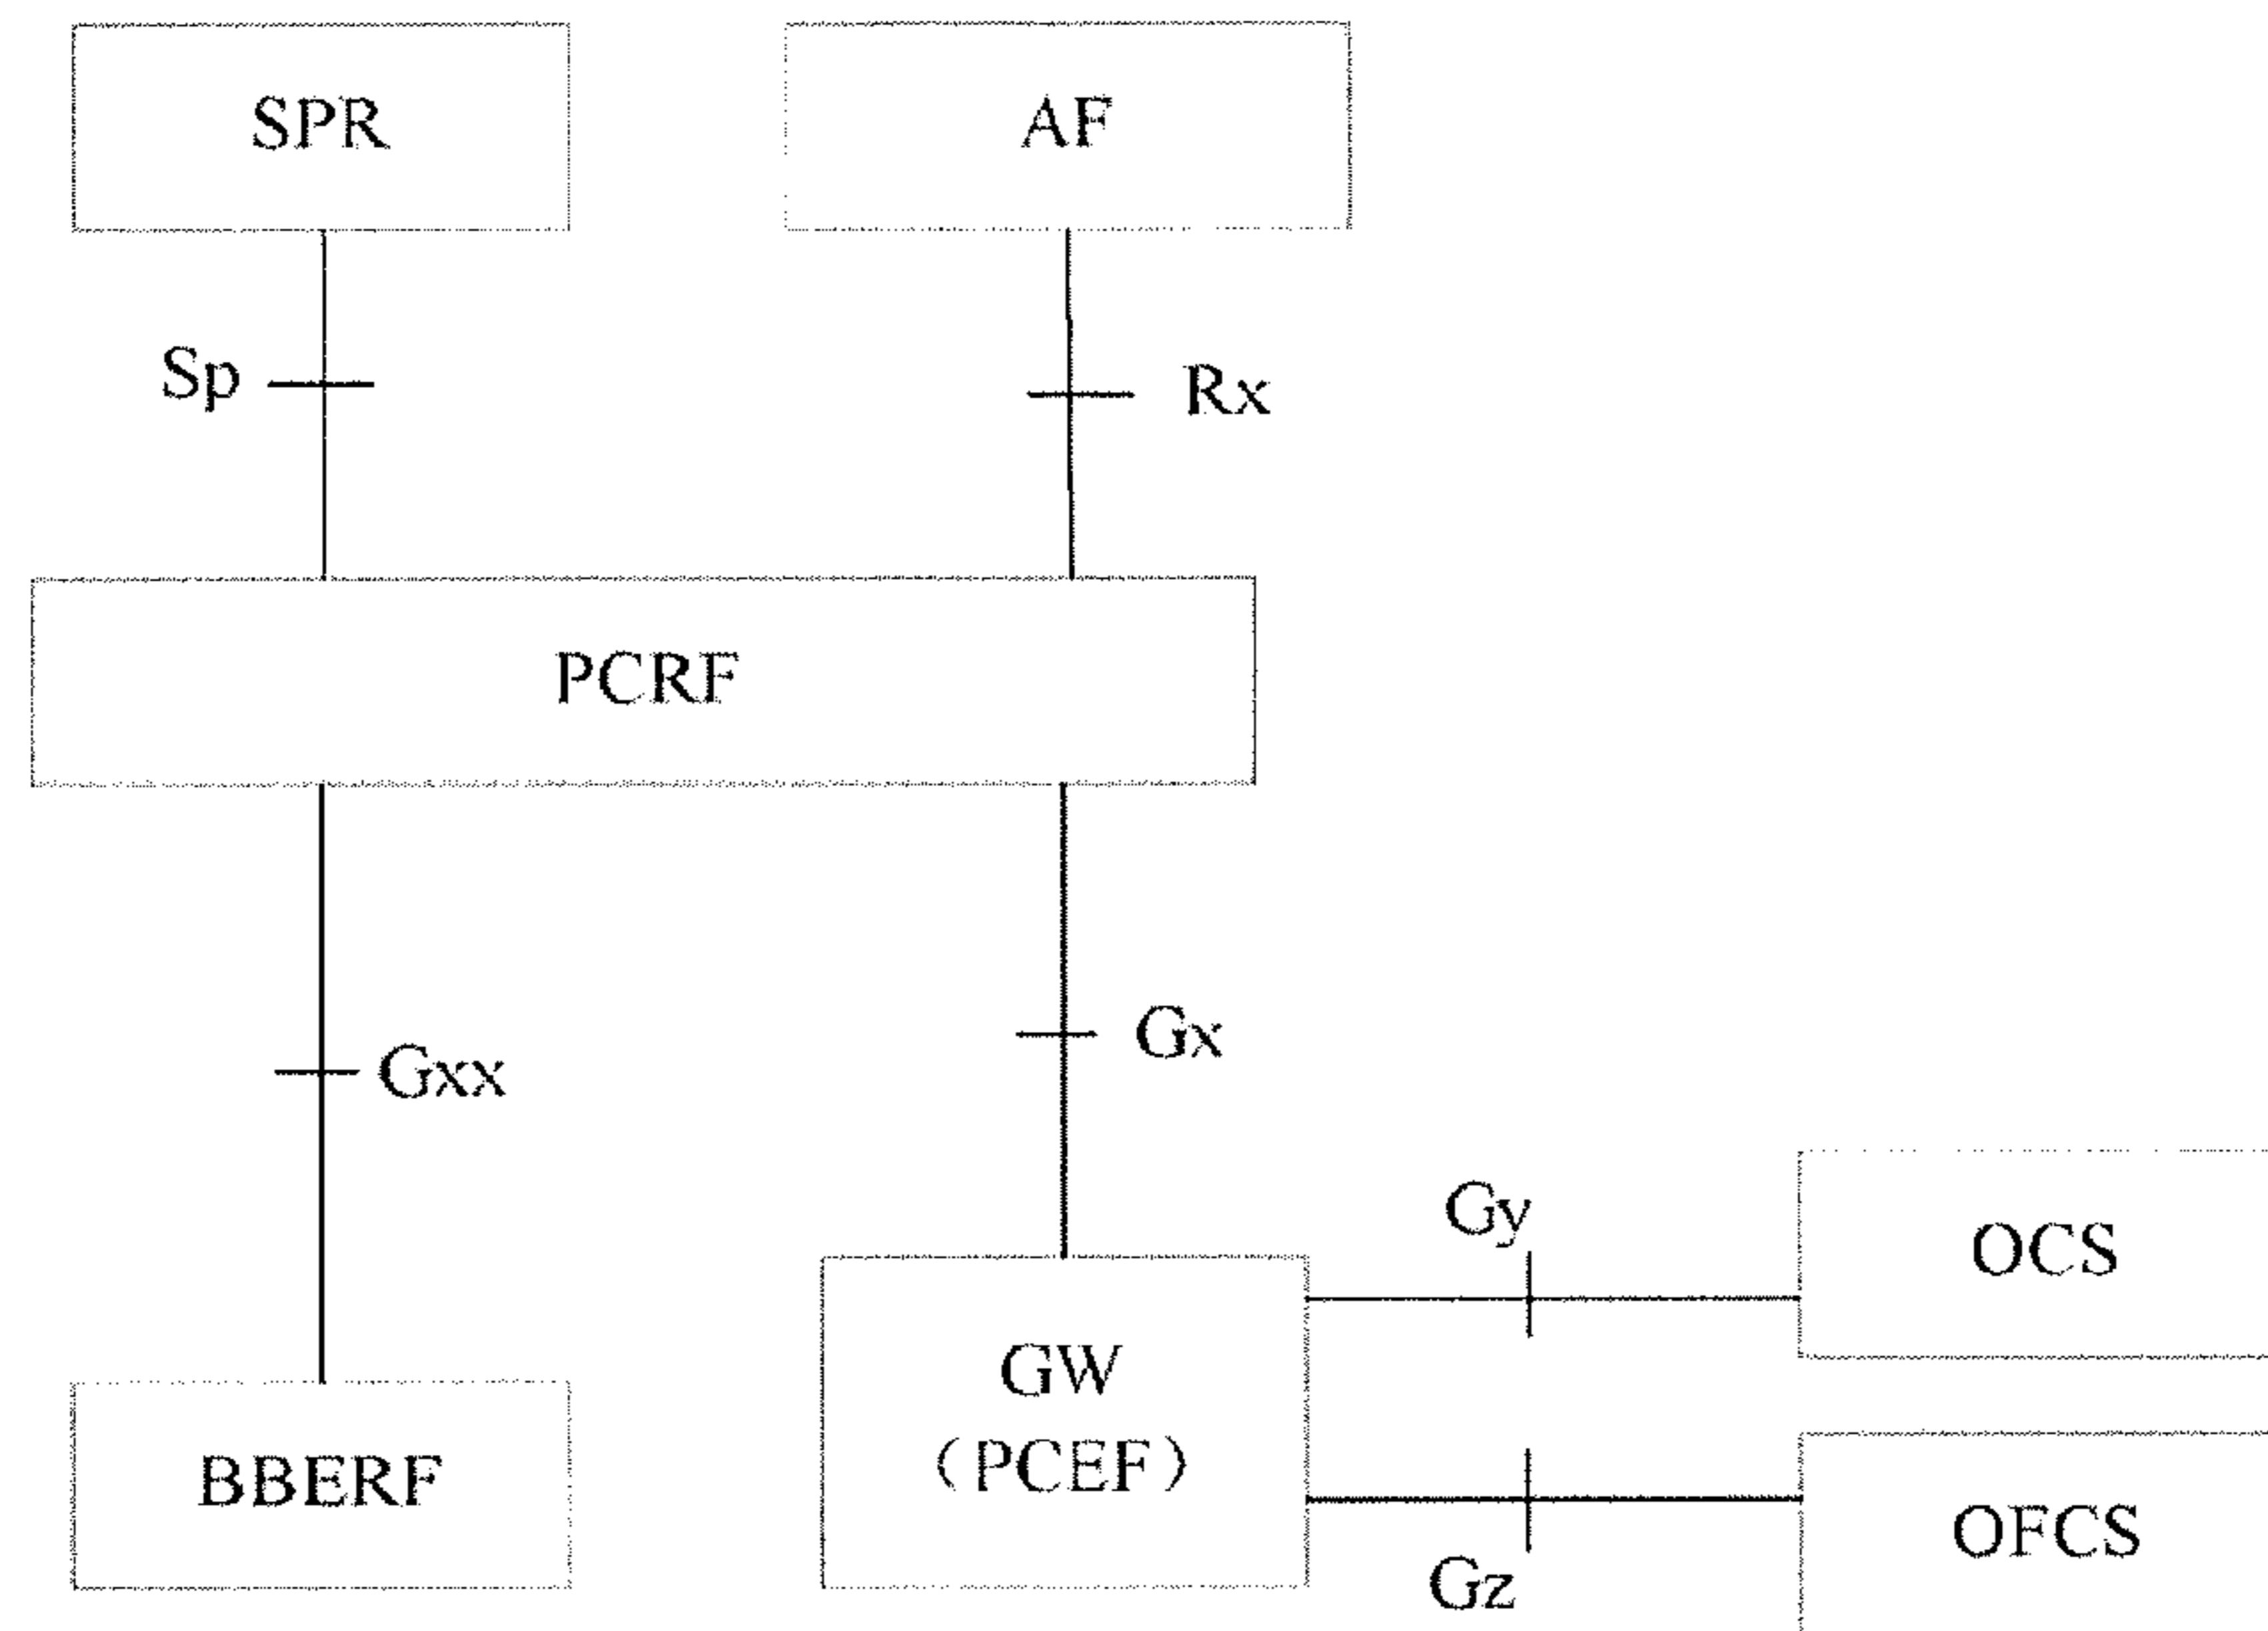 SPR
AF
Sp
Rx
PCRF
Gxx
Gx
Gy
OCS
GW
（PCEF）
BBERF
Gz
OFCS